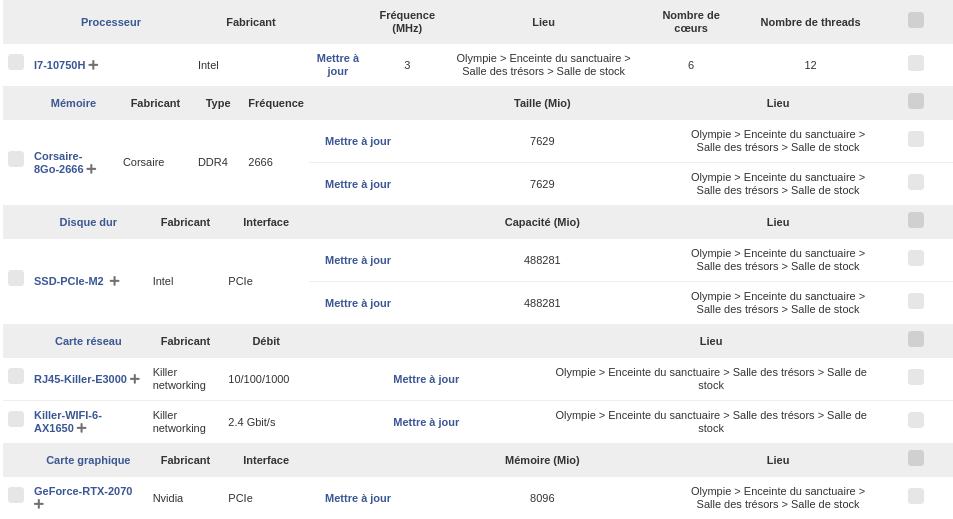 Processeur Fabricant Fréquence (MHz) Lieu Nombre de cœurs Nombre de threads
I7-10750H Intel Mettre à jour 3 Olympie > Enceinte du sanctuaire > Salle des trésors > Salle de stock 6 12
Mémoire Fabricant Type Fréquence Taille (Mio) Lieu
Corsaire-8Go-2666 Corsaire DDR4 2666 Mettre à jour 7629 Olympie > Enceinte du sanctuaire > Salle des trésors > Salle de stock
Mettre à jour 7629 Olympie > Enceinte du sanctuaire > Salle des trésors > Salle de stock
Disque dur Fabricant Interface Capacité (Mio) Lieu
SSD-PCIe-M2 Intel PCIe Mettre à jour 488281 Olympie > Enceinte du sanctuaire > Salle des trésors > Salle de stock
Mettre à jour 488281 Olympie > Enceinte du sanctuaire > Salle des trésors > Salle de stock
Carte réseau Fabricant Débit Lieu
RJ45-Killer-E3000 Killer networking 10/100/1000 Mettre à jour Olympie > Enceinte du sanctuaire > Salle des trésors > Salle de stock
Killer-WIFI-6-AX1650 Killer networking 2.4 Gbit/s Mettre à jour Olympie > Enceinte du sanctuaire > Salle des trésors > Salle de stock
Carte graphique Fabricant Interface Mémoire (Mio) Lieu
GeForce-RTX-2070 Nvidia PCIe Mettre à jour 8096 Olympie > Enceinte du sanctuaire > Salle des trésors > Salle de stock